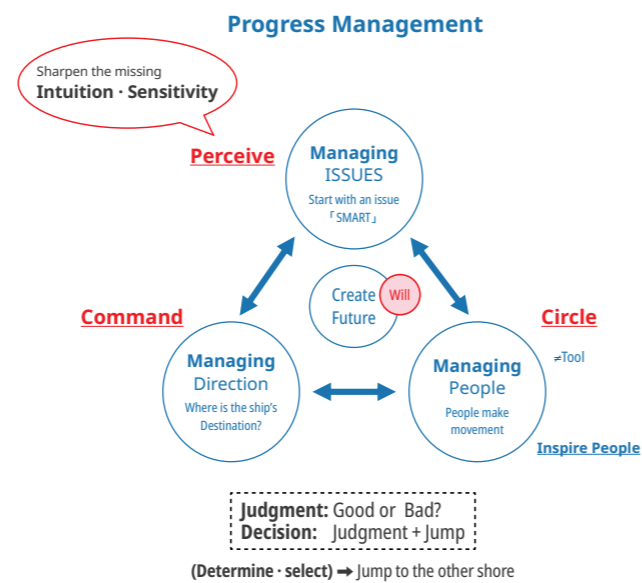 Progress Management
Sharpen the missing
Intuition · Sensitivity
Perceive
Managing
ISSUES
Start with an issue
「SMART」
Create
Future
Will
Command
Circle
Managing
Direction
Where is the ship's
Destination?
Managing
People
People make
movement
≠Tool
Inspire People
Judgment: Good or Bad?
Decision: Judgment + Jump
(Determine · select) ➡ Jump to the other shore